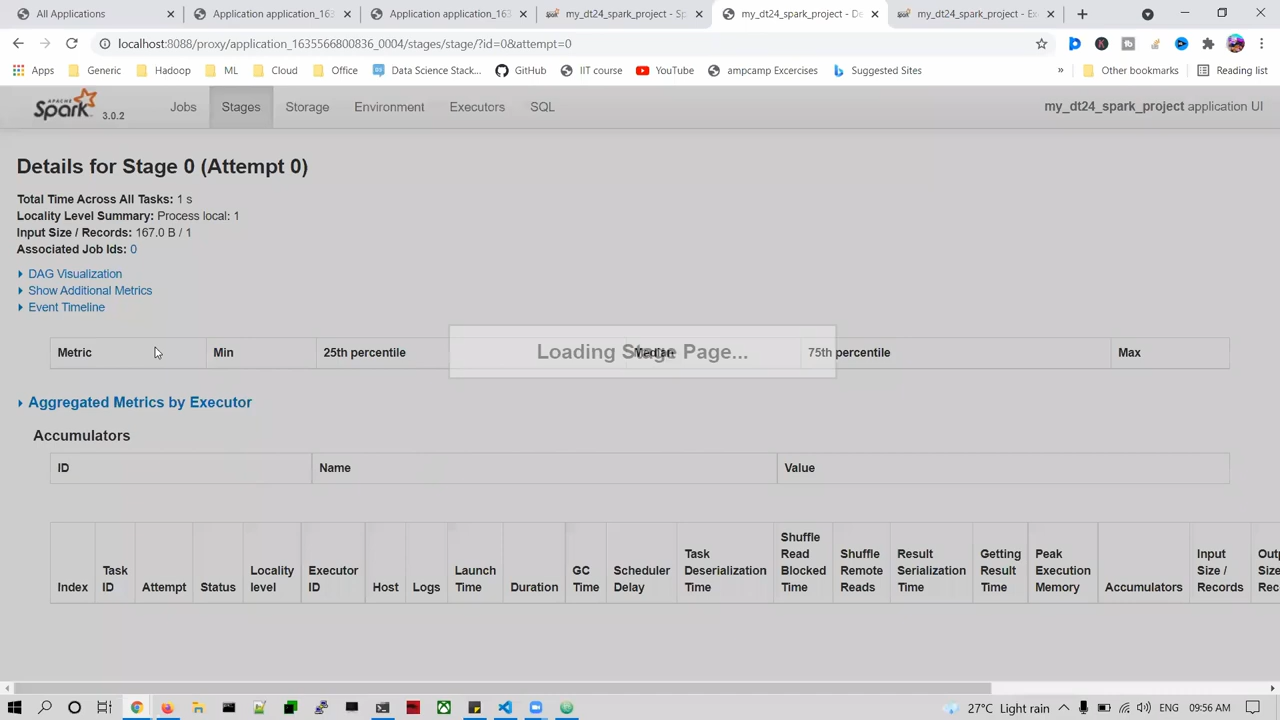 All Applications
Application application_163
Application application_163
my_dt24_spark_project - Sp
my_dt24_spark_project - De
my_dt24_spark_project - Ex
localhost:8088/proxy/application_1635566800836_0004/stages/stage/?id=0&attempt=0
Apps
Generic
Hadoop
ML
Cloud
Office
Data Science Stack...
GitHub
IIT course
YouTube
ampcamp Excercises
Suggested Sites
»
Other bookmarks
Reading list
APACHE
Spark
3.0.2
Jobs
Stages
Storage
Environment
Executors
SQL
my_dt24_spark_project application UI
Details for Stage 0 (Attempt 0)
Total Time Across All Tasks: 1 s
Locality Level Summary: Process local: 1
Input Size / Records: 167.0 B / 1
Associated Job Ids: 0
DAG Visualization
Show Additional Metrics
Event Timeline
Metric
Min
25th percentile
Median
75th percentile
Max
Loading Stage Page...
Aggregated Metrics by Executor
Accumulators
ID
Name
Value
Index
Task ID
Attempt
Status
Locality level
Executor ID
Host
Logs
Launch Time
Duration
GC Time
Scheduler Delay
Task Deserialization Time
Shuffle Read Blocked Time
Shuffle Remote Reads
Result Serialization Time
Getting Result Time
Peak Execution Memory
Accumulators
Input Size / Records
27°C Light rain
ENG
09:56 AM